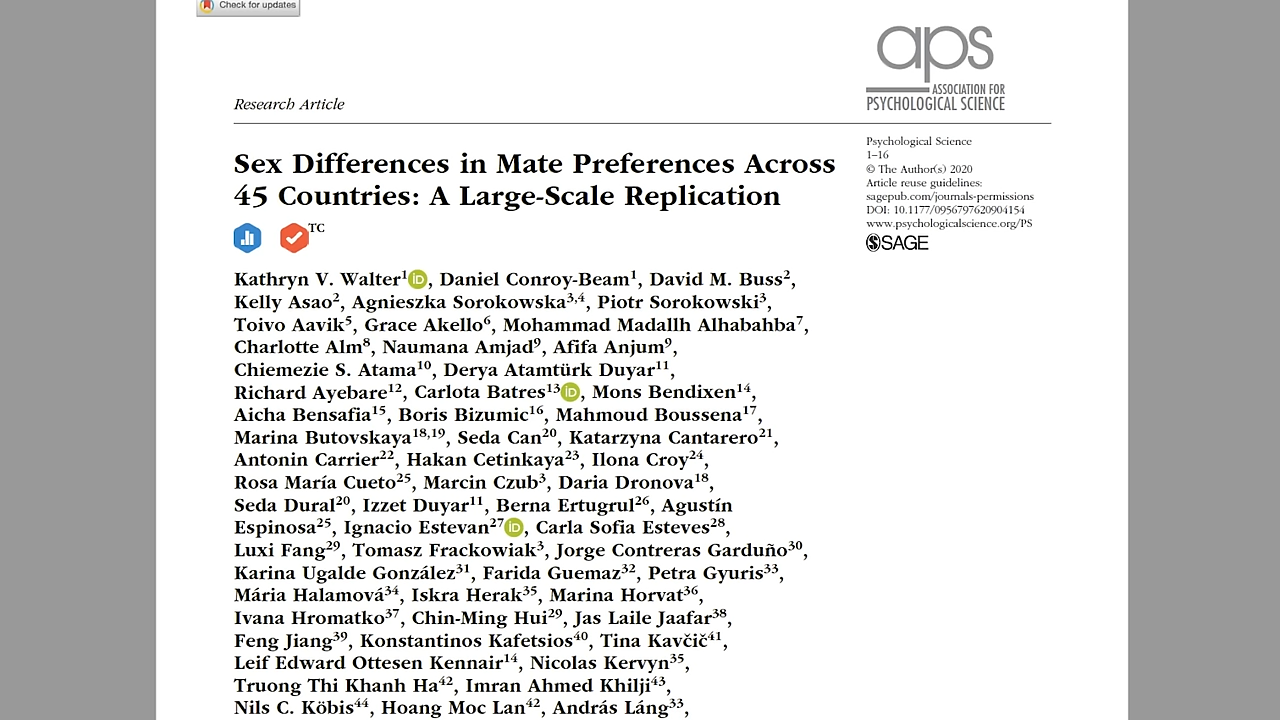 Check for updates
aps
ASSOCIATION FOR
PSYCHOLOGICAL SCIENCE
Research Article
Psychological Science
1–16
© The Author(s) 2020
Article reuse guidelines:
sagepub.com/journals-permissions
DOI: 10.1177/0956797620904154
www.psychologicalscience.org/PS
SAGE
Sex Differences in Mate Preferences Across
45 Countries: A Large-Scale Replication
TC
Kathryn V. Walter¹ iD, Daniel Conroy-Beam¹, David M. Buss²,
Kelly Asao², Agnieszka Sorokowska³,⁴, Piotr Sorokowski³,
Toivo Aavik⁵, Grace Akello⁶, Mohammad Madallh Alhabahba⁷,
Charlotte Alm⁸, Naumana Amjad⁹, Afifa Anjum⁹,
Chiemezie S. Atama¹⁰, Derya Atamtürk Duyar¹¹,
Richard Ayebare¹², Carlota Batres¹³ iD, Mons Bendixen¹⁴,
Aicha Bensafia¹⁵, Boris Bizumic¹⁶, Mahmoud Boussena¹⁷,
Marina Butovskaya¹⁸,¹⁹, Seda Can²⁰, Katarzyna Cantarero²¹,
Antonin Carrier²², Hakan Cetinkaya²³, Ilona Croy²⁴,
Rosa María Cueto²⁵, Marcin Czub³, Daria Dronova¹⁸,
Seda Dural²⁰, Izzet Duyar¹¹, Berna Ertugrul²⁶, Agustín
Espinosa²⁵, Ignacio Estevan²⁷ iD, Carla Sofia Esteves²⁸,
Luxi Fang²⁹, Tomasz Frackowiak³, Jorge Contreras Garduño³⁰,
Karina Ugalde González³¹, Farida Guemaz³², Petra Gyuris³³,
Mária Halamová³⁴, Iskra Herak³⁵, Marina Horvat³⁶,
Ivana Hromatko³⁷, Chin-Ming Hui²⁹, Jas Laile Jaafar³⁸,
Feng Jiang³⁹, Konstantinos Kafetsios⁴⁰, Tina Kavčič⁴¹,
Leif Edward Ottesen Kennair¹⁴, Nicolas Kervyn³⁵,
Truong Thi Khanh Ha⁴², Imran Ahmed Khilji⁴³,
Nils C. Köbis⁴⁴, Hoang Moc Lan⁴², András Láng³³,